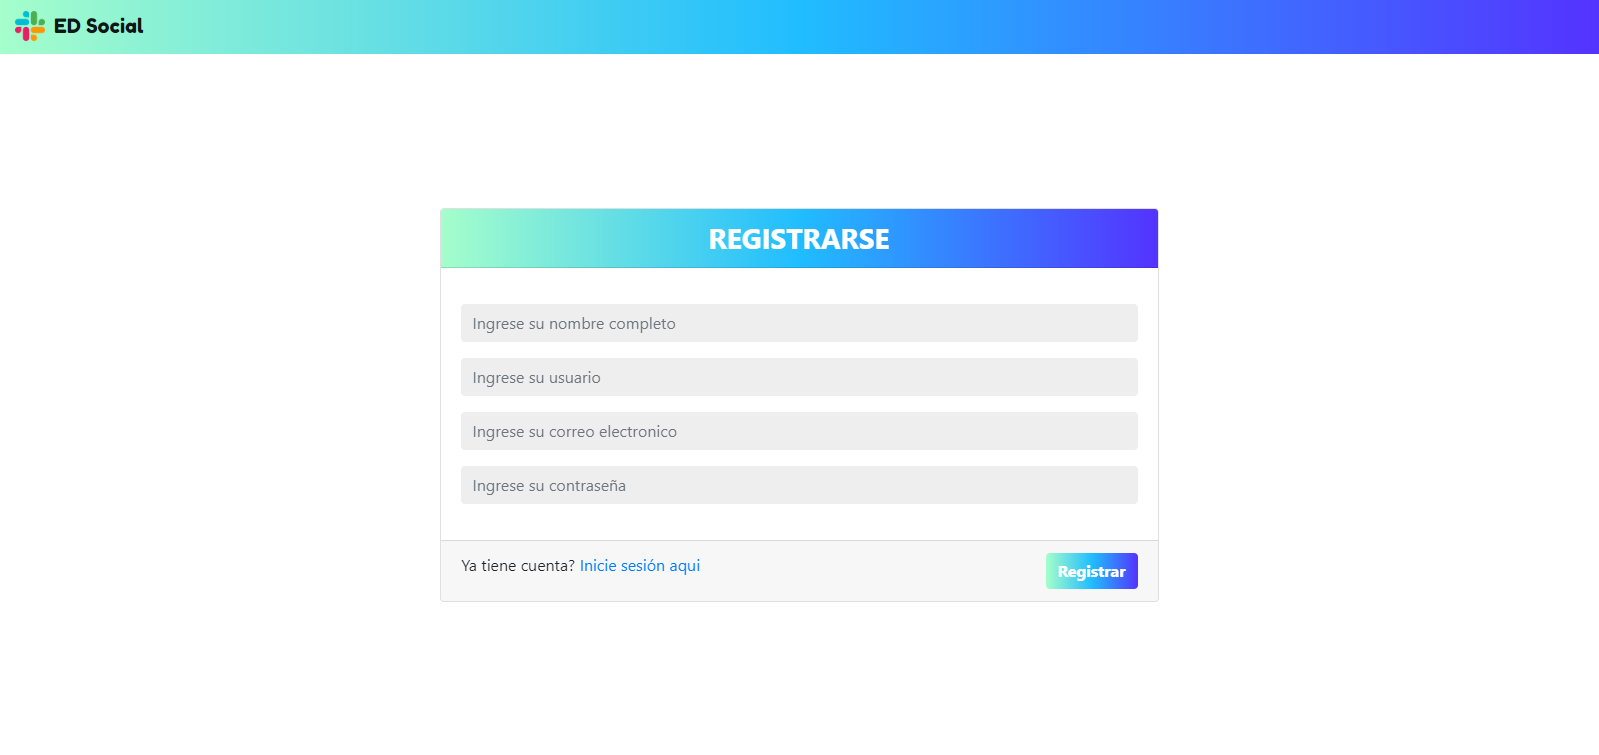 ED Social
REGISTRARSE
Ingrese su nombre completo
Ingrese su usuario
Ingrese su correo electronico
Ingrese su contraseña
Ya tiene cuenta? Inicie sesión aqui
Registrar